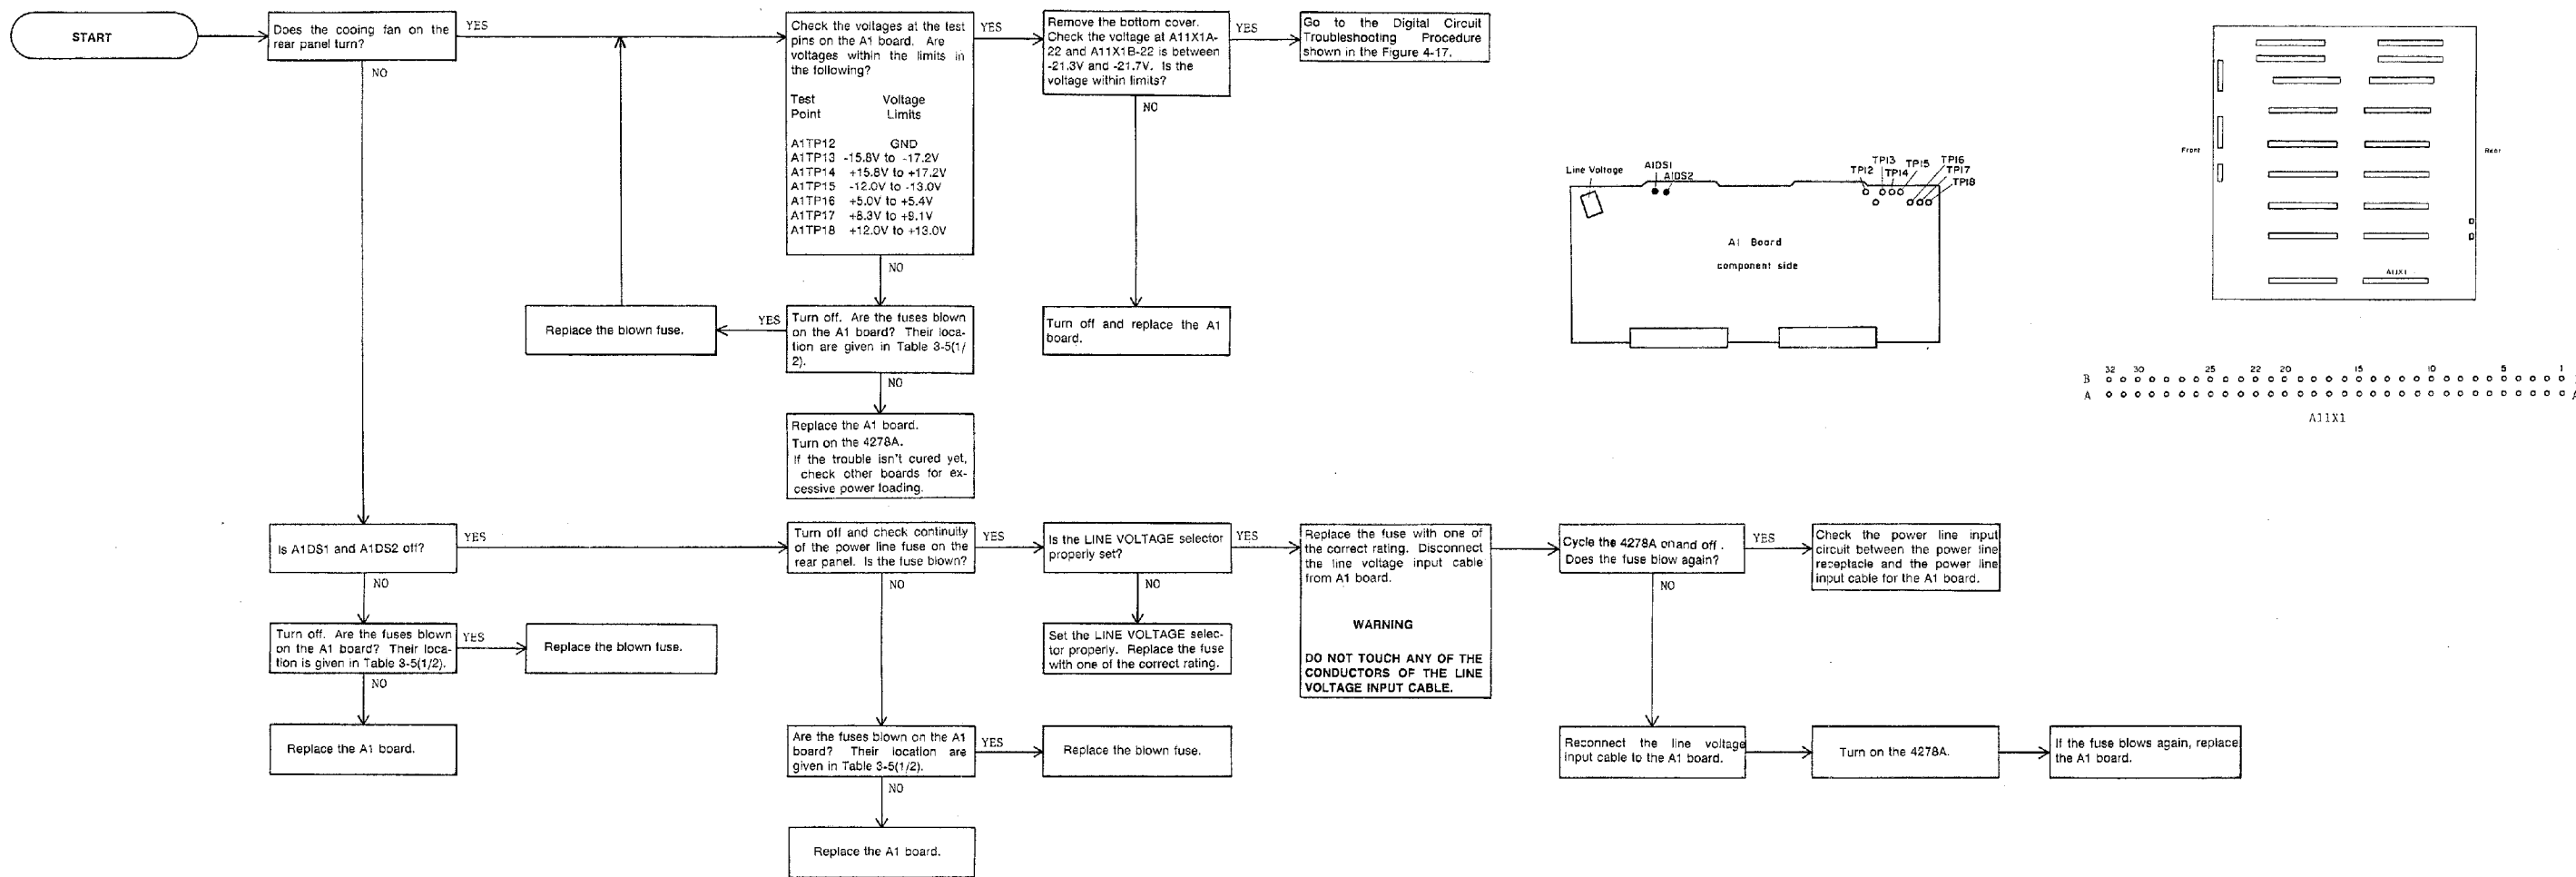 START
Does the cooing fan on the
rear panel turn?
YES
NO
Check the voltages at the test
pins on the A1 board. Are
voltages within the limits in
the following?
Test Voltage
Point Limits
A1TP12 GND
A1TP13 -15.8V to -17.2V
A1TP14 +15.8V to +17.2V
A1TP15 -12.0V to -13.0V
A1TP16 +5.0V to +5.4V
A1TP17 +8.3V to +9.1V
A1TP18 +12.0V to +13.0V
YES
NO
Remove the bottom cover.
Check the voltage at A11X1A-
22 and A11X1B-22 is between
-21.3V and -21.7V. Is the
voltage within limits?
YES
NO
Go to the Digital Circuit
Troubleshooting Procedure
shown in the Figure 4-17.
Turn off and replace the A1
board.
Turn off. Are the fuses blown
on the A1 board? Their loca-
tion are given in Table 3-5(1/
2).
YES
NO
Replace the blown fuse.
Replace the A1 board.
Turn on the 4278A.
If the trouble isn't cured yet,
check other boards for ex-
cessive power loading.
Is A1DS1 and A1DS2 off?
YES
NO
Turn off. Are the fuses blown
on the A1 board? Their loca-
tion is given in Table 3-5(1/2).
YES
NO
Replace the blown fuse.
Replace the A1 board.
Turn off and check continuity
of the power line fuse on the
rear panel. Is the fuse blown?
YES
NO
Are the fuses blown on the A1
board? Their location are
given in Table 3-5(1/2).
YES
NO
Replace the blown fuse.
Replace the A1 board.
Is the LINE VOLTAGE selector
properly set?
YES
NO
Set the LINE VOLTAGE selec-
tor properly. Replace the fuse
with one of the correct rating.
Replace the fuse with one of
the correct rating. Disconnect
the line voltage input cable
from A1 board.
WARNING
DO NOT TOUCH ANY OF THE
CONDUCTORS OF THE LINE
VOLTAGE INPUT CABLE.
Cycle the 4278A on and off .
Does the fuse blow again?
YES
NO
Check the power line input
circuit between the power line
receptacle and the power line
input cable for the A1 board.
Reconnect the line voltage
input cable to the A1 board.
Turn on the 4278A.
If the fuse blows again, replace
the A1 board.
Line Voltage
A1DS1
A1DS2
TP12
TP13
TP14
TP15
TP16
TP17
TP18
A1 Board
component side
Front
Rear
A11X1
32 30 25 22 20 15 10 5 1
B
A A
A11X1